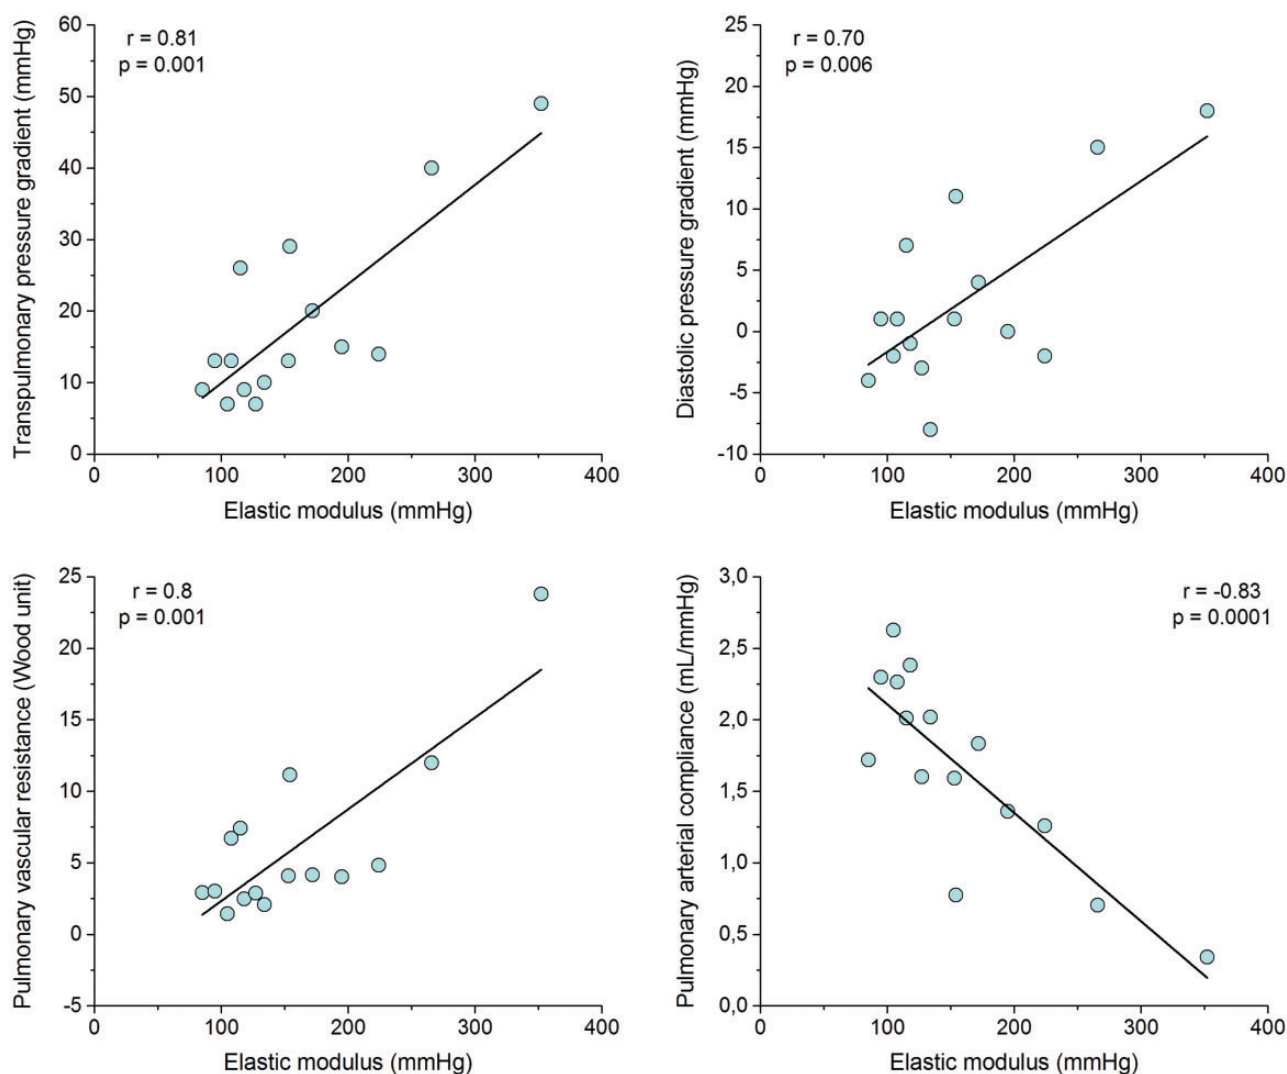 r = 0.81
p = 0.001
Transpulmonary pressure gradient (mmHg)
60
50
40
30
20
10
0
0 100 200 300 400
Elastic modulus (mmHg)
r = 0.70
p = 0.006
Diastolic pressure gradient (mmHg)
25
20
15
10
5
0
-5
-10
0 100 200 300 400
Elastic modulus (mmHg)
r = 0.8
p = 0.001
Pulmonary vascular resistance (Wood unit)
25
20
15
10
5
0
-5
0 100 200 300 400
Elastic modulus (mmHg)
r = -0.83
p = 0.0001
Pulmonary arterial compliance (mL/mmHg)
3,0
2,5
2,0
1,5
1,0
0,5
0,0
0 100 200 300 400
Elastic modulus (mmHg)